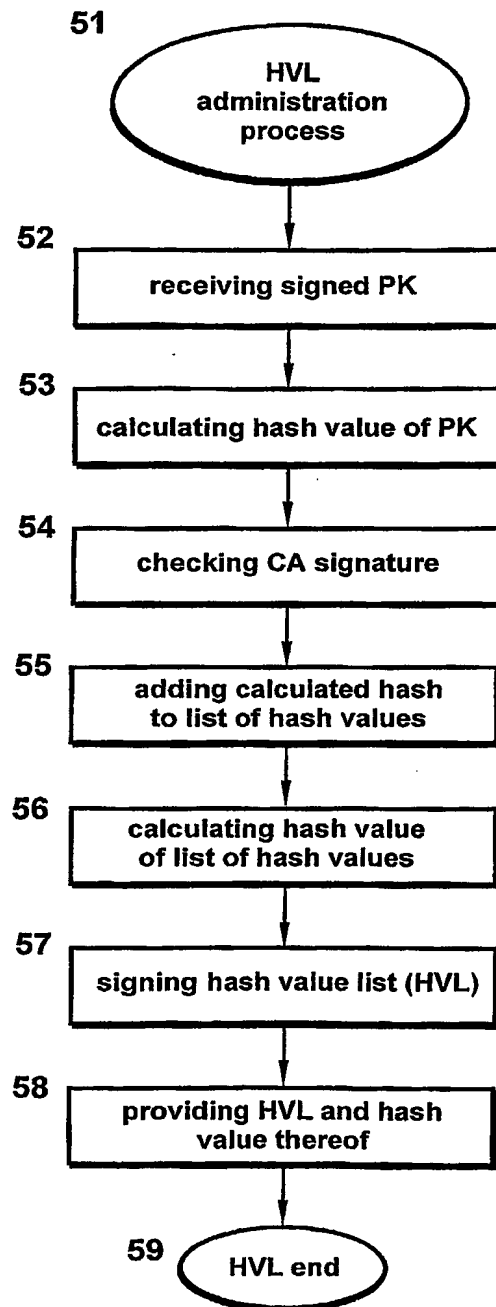 51
HVL
administration
process
52
receiving signed PK
53
calculating hash value of PK
54
checking CA signature
55
adding calculated hash
to list of hash values
56
calculating hash value
of list of hash values
57
signing hash value list (HVL)
58
providing HVL and hash
value thereof
59
HVL end